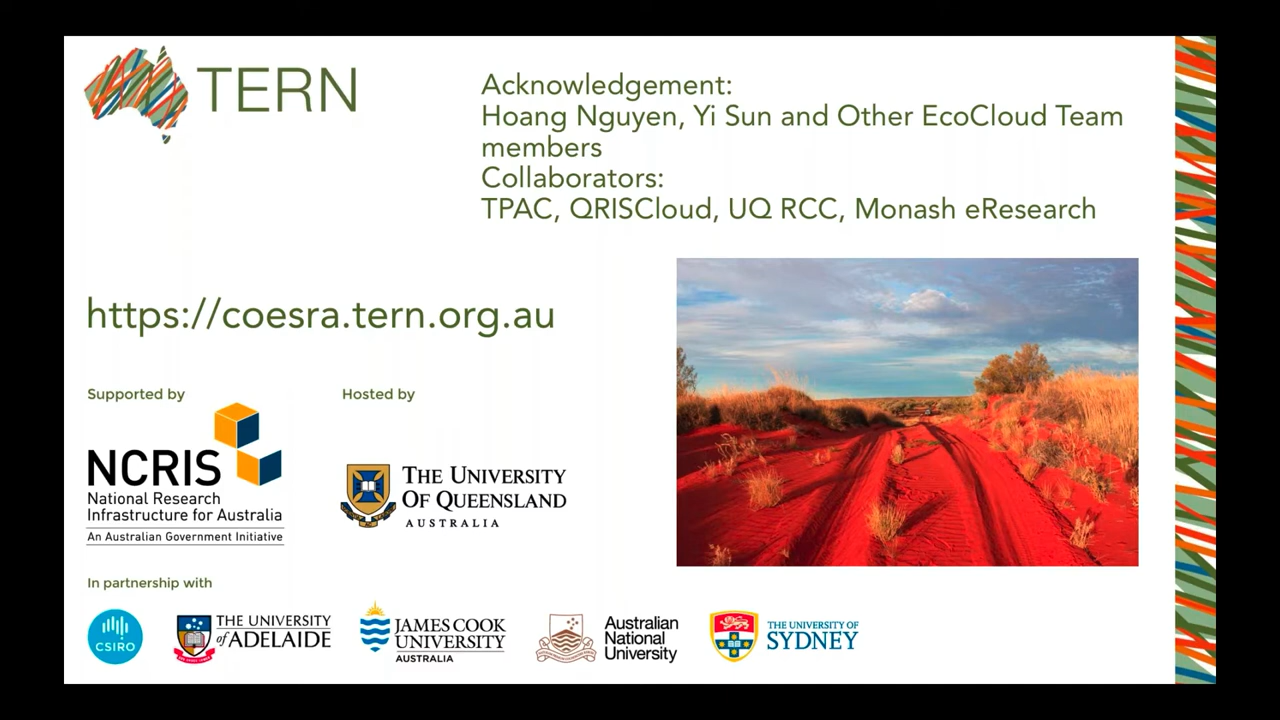 TERN
Acknowledgement:
Hoang Nguyen, Yi Sun and Other EcoCloud Team
members
Collaborators:
TPAC, QRISCloud, UQ RCC, Monash eResearch
https://coesra.tern.org.au
Supported by
NCRIS
National Research
Infrastructure for Australia
An Australian Government Initiative
Hosted by
THE UNIVERSITY
OF QUEENSLAND
AUSTRALIA
In partnership with
CSIRO
THE UNIVERSITY
of ADELAIDE
JAMES COOK
UNIVERSITY
AUSTRALIA
Australian
National
University
THE UNIVERSITY OF
SYDNEY